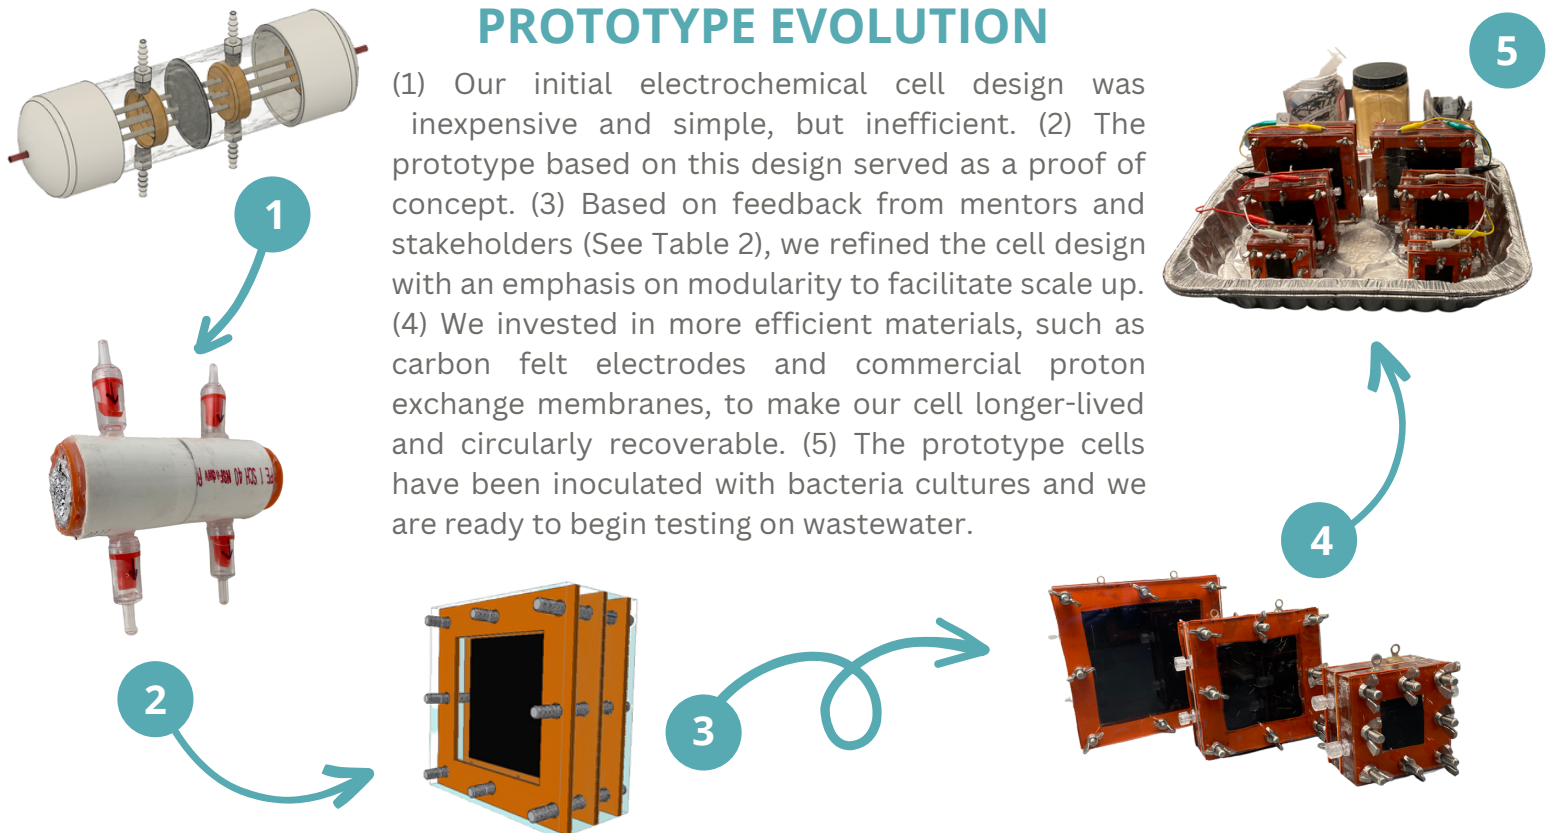 PROTOTYPE EVOLUTION
(1) Our initial electrochemical cell design was
inexpensive and simple, but inefficient. (2) The
prototype based on this design served as a proof of
concept. (3) Based on feedback from mentors and
stakeholders (See Table 2), we refined the cell design
with an emphasis on modularity to facilitate scale up.
(4) We invested in more efficient materials, such as
carbon felt electrodes and commercial proton
exchange membranes, to make our cell longer-lived
and circularly recoverable. (5) The prototype cells
have been inoculated with bacteria cultures and we
are ready to begin testing on wastewater.
1
2
3
4
5
PE 1 SCH 40